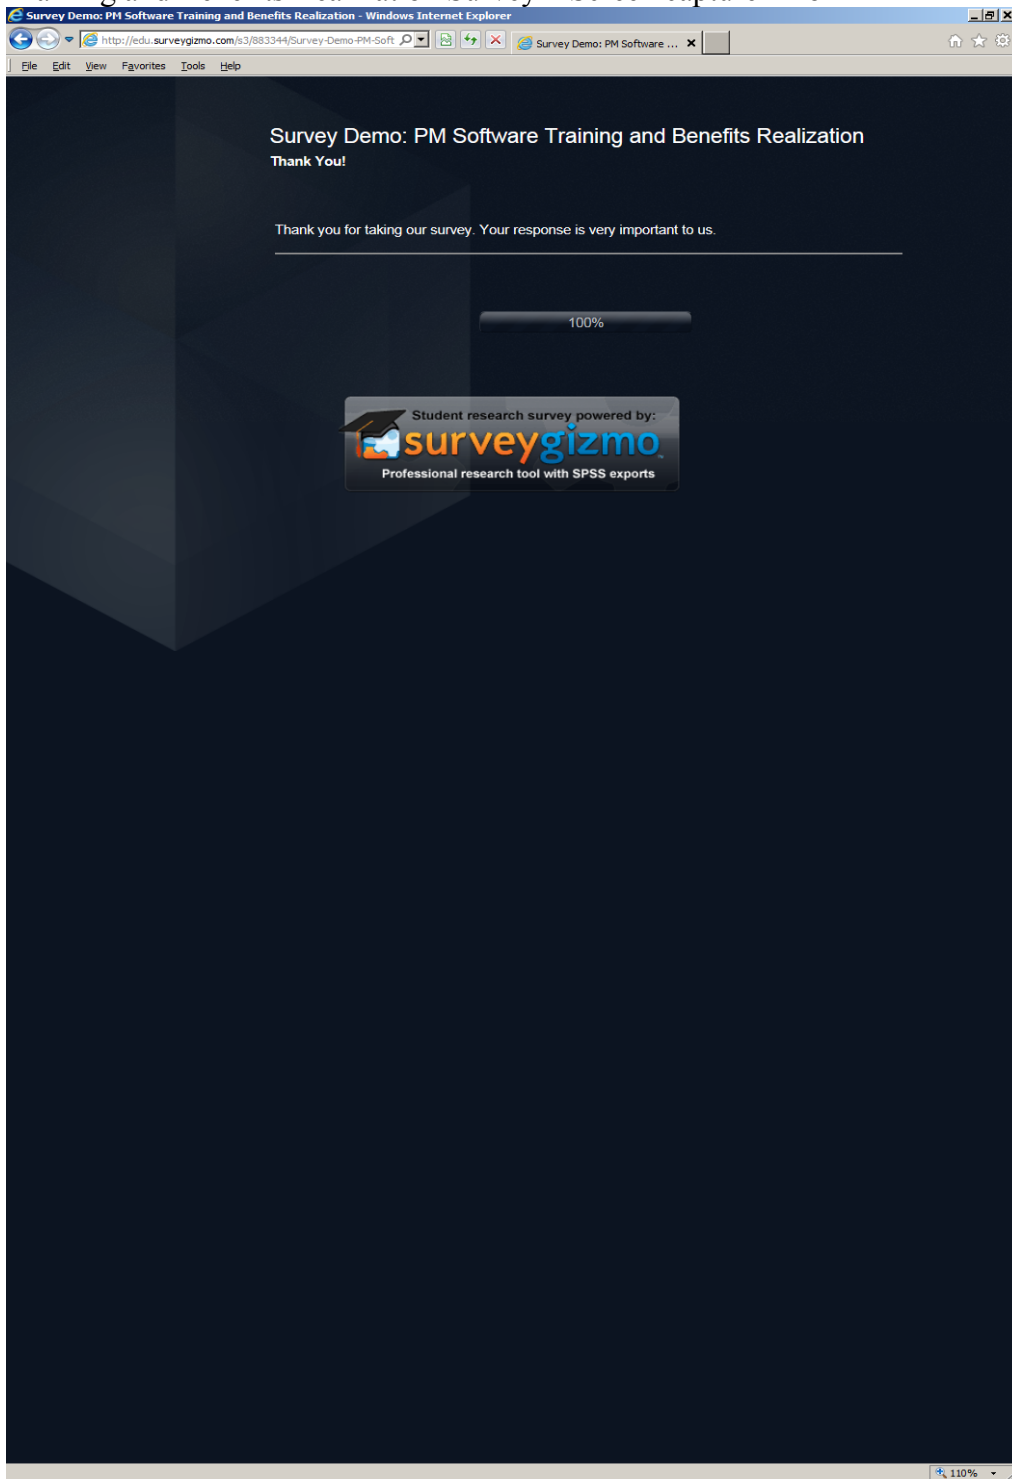 Survey Demo: PM Software Training and Benefits Realization - Windows Internet Explorer
http://edu.surveygizmo.com/s3/883344/Survey-Demo-PM-Soft
Survey Demo: PM Software ...
File Edit View Favorites Tools Help
Survey Demo: PM Software Training and Benefits Realization
Thank You!
Thank you for taking our survey. Your response is very important to us.
100%
Student research survey powered by:
surveygizmo
Professional research tool with SPSS exports
110%